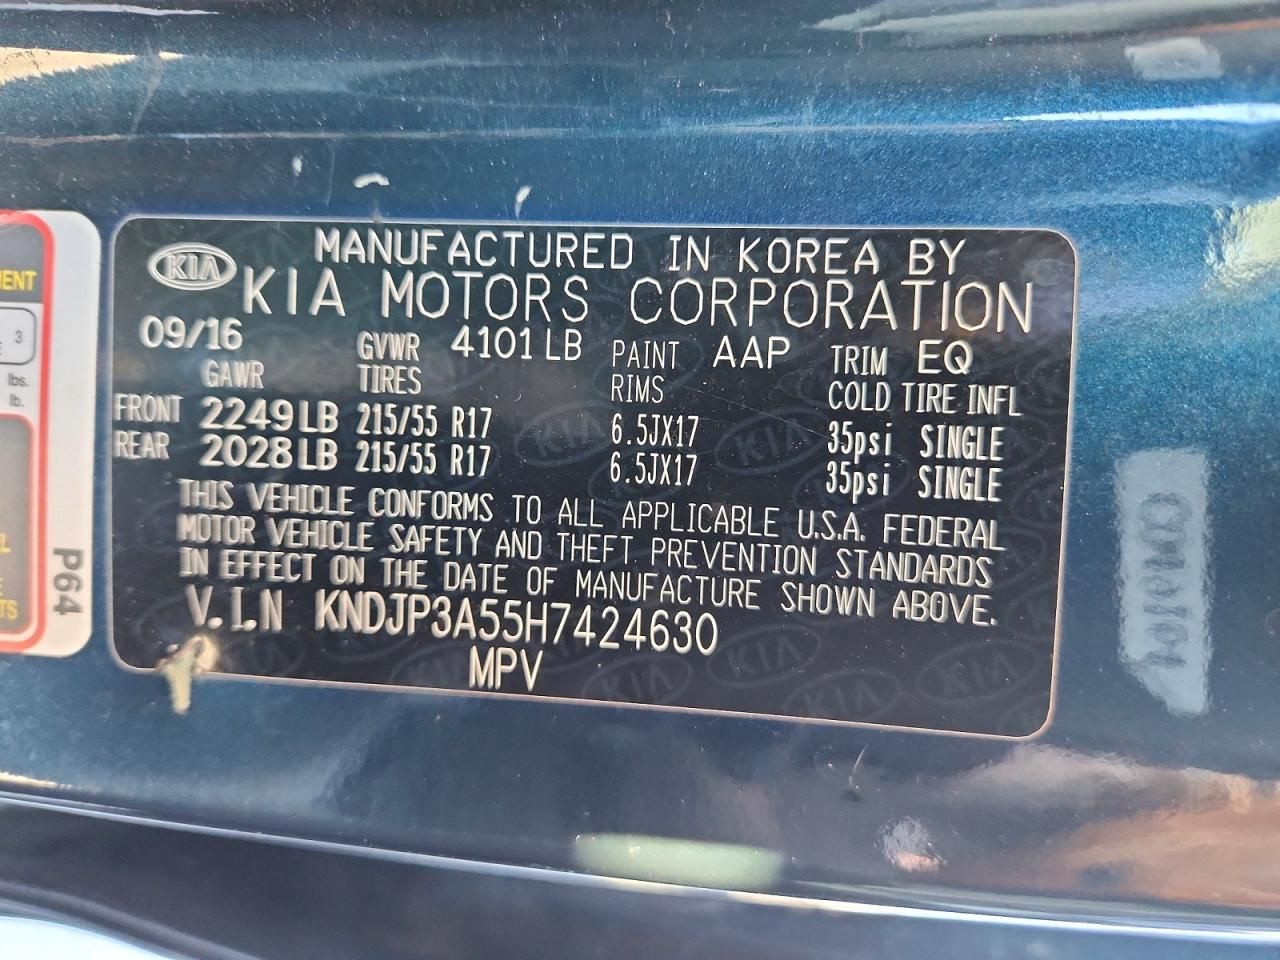 MANUFACTURED IN KOREA BY
KIA KIA MOTORS CORPORATION
09/16 GVWR 4101 LB PAINT AAP TRIM EQ
GAWR TIRES RIMS COLD TIRE INFL
FRONT 2249 LB 215/55 R17 6.5JX17 35psi SINGLE
REAR 2028 LB 215/55 R17 6.5JX17 35psi SINGLE
THIS VEHICLE CONFORMS TO ALL APPLICABLE U.S.A. FEDERAL
MOTOR VEHICLE SAFETY AND THEFT PREVENTION STANDARDS
IN EFFECT ON THE DATE OF MANUFACTURE SHOWN ABOVE.
V.I.N KNDJP3A55H7424630
MPV
3
lbs.
lb.
P64